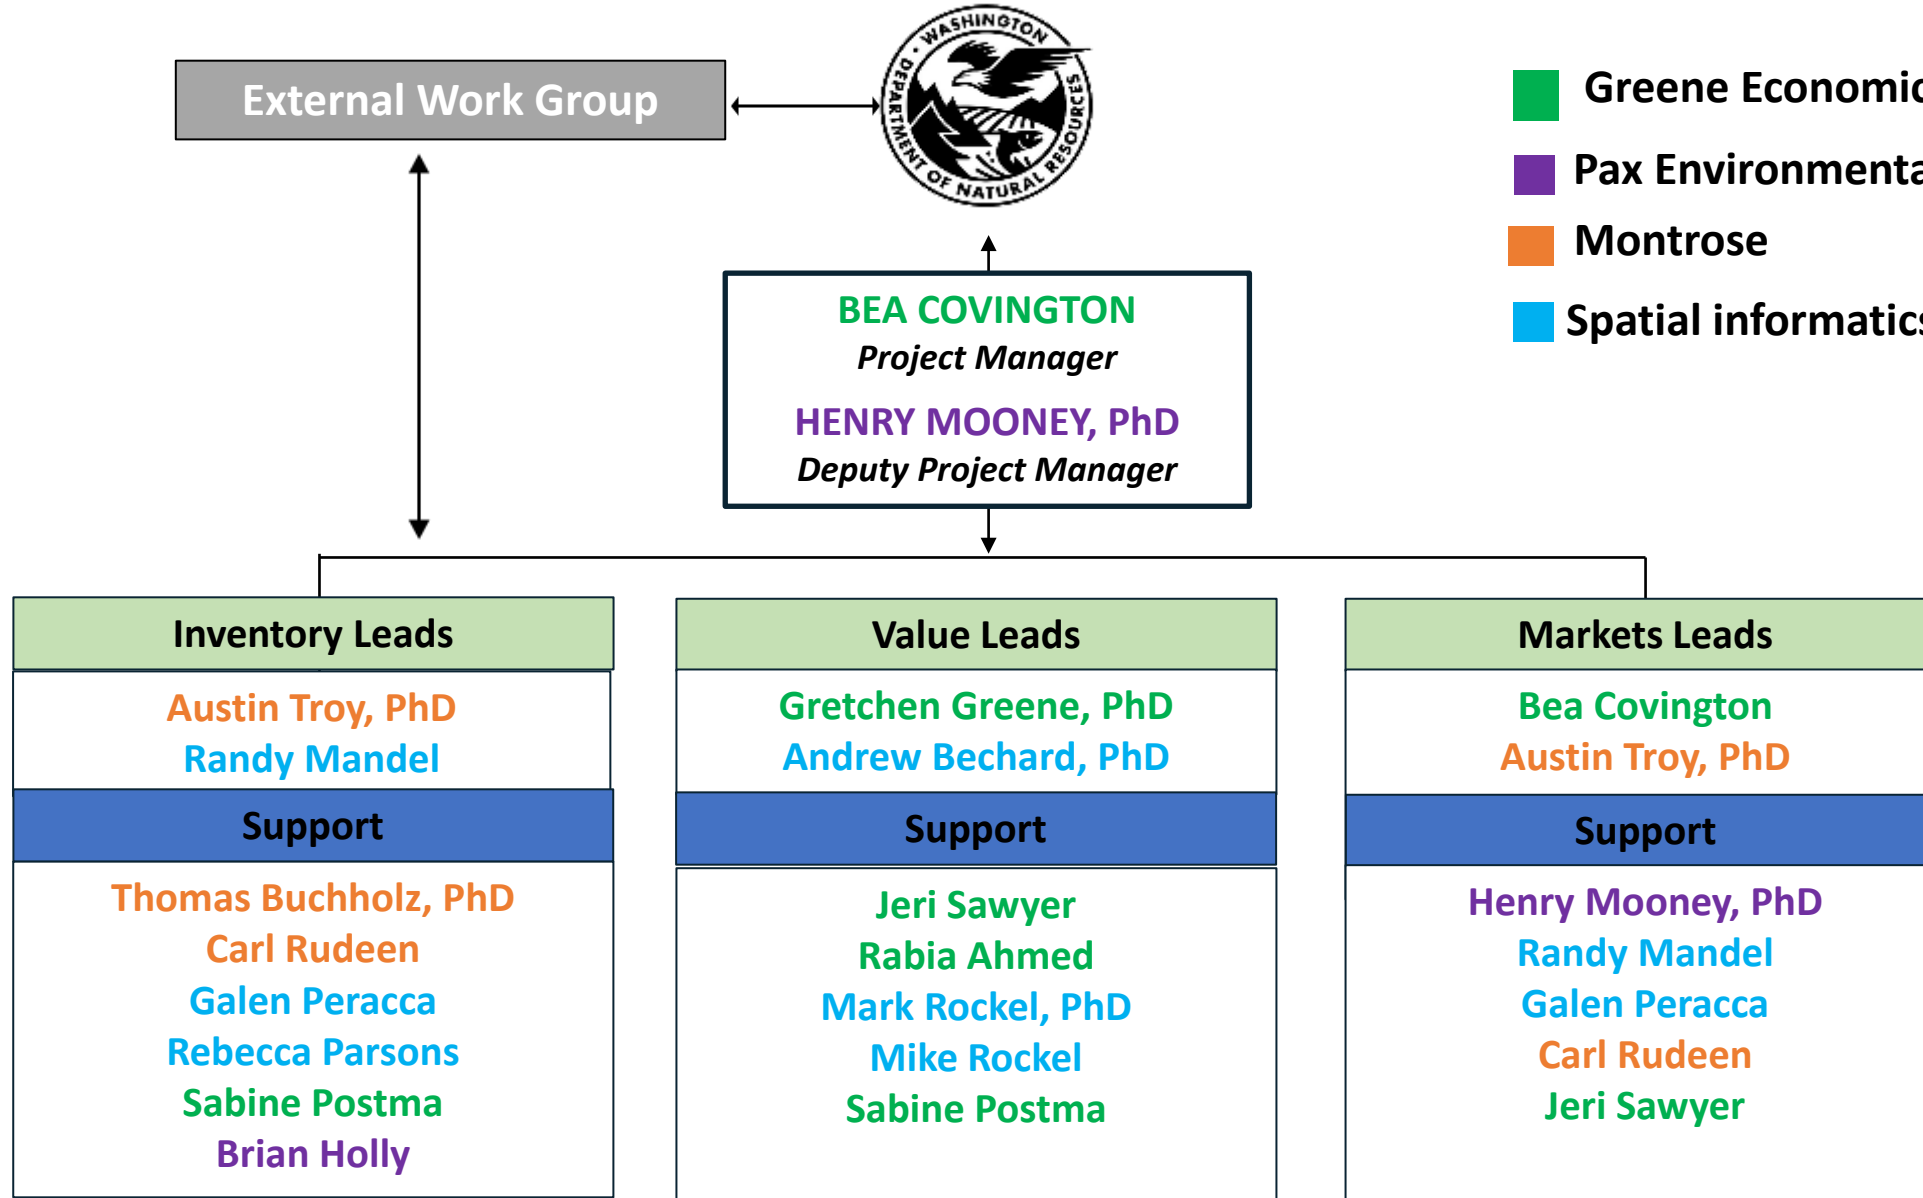 WASHINGTON
DEPARTMENT OF NATURAL RESOURCES
External Work Group
Greene Economic
Pax Environmenta
Montrose
Spatial informatics
BEA COVINGTON
Project Manager
HENRY MOONEY, PhD
Deputy Project Manager
Inventory Leads
Austin Troy, PhD
Randy Mandel
Support
Thomas Buchholz, PhD
Carl Rudeen
Galen Peracca
Rebecca Parsons
Sabine Postma
Brian Holly
Value Leads
Gretchen Greene, PhD
Andrew Bechard, PhD
Support
Jeri Sawyer
Rabia Ahmed
Mark Rockel, PhD
Mike Rockel
Sabine Postma
Markets Leads
Bea Covington
Austin Troy, PhD
Support
Henry Mooney, PhD
Randy Mandel
Galen Peracca
Carl Rudeen
Jeri Sawyer